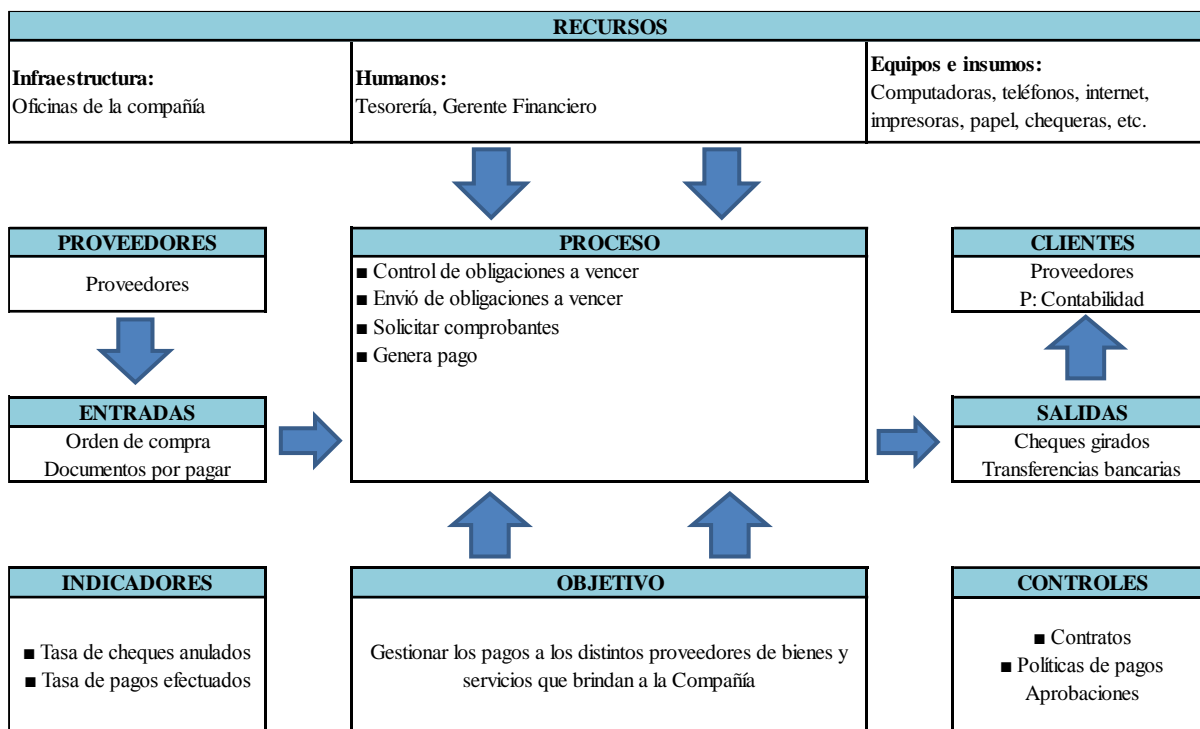 RECURSOS
Infraestructura:
Oficinas de la compañía
Humanos:
Tesorería, Gerente Financiero
Equipos e insumos:
Computadoras, teléfonos, internet,
impresoras, papel, chequeras, etc.
PROVEEDORES
Proveedores
PROCESO
■ Control de obligaciones a vencer
■ Envió de obligaciones a vencer
■ Solicitar comprobantes
■ Genera pago
CLIENTES
Proveedores
P: Contabilidad
ENTRADAS
Orden de compra
Documentos por pagar
SALIDAS
Cheques girados
Transferencias bancarias
INDICADORES
■ Tasa de cheques anulados
■ Tasa de pagos efectuados
OBJETIVO
Gestionar los pagos a los distintos proveedores de bienes y
servicios que brindan a la Compañía
CONTROLES
■ Contratos
■ Políticas de pagos
Aprobaciones